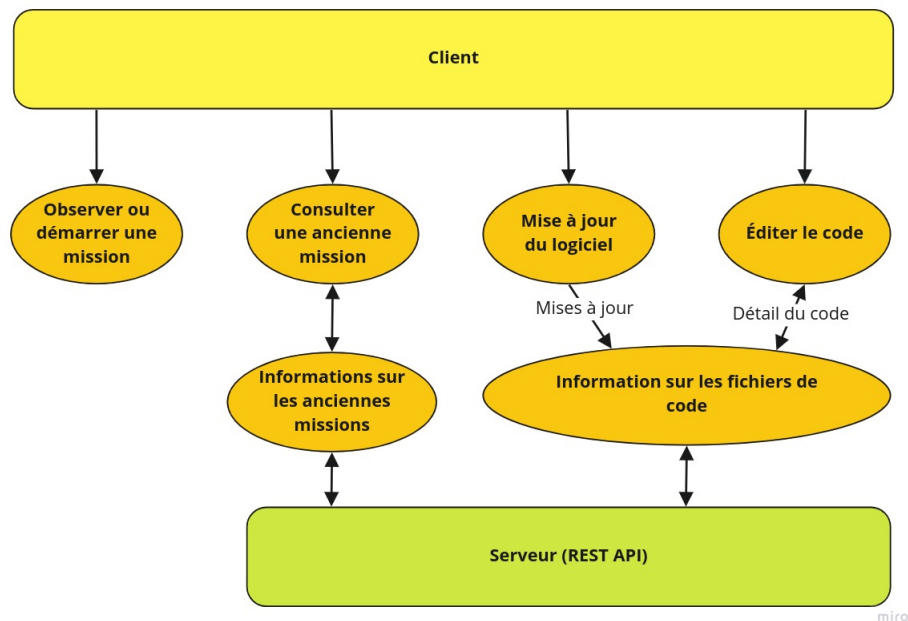 Client
Observer ou
démarrer une
mission
Consulter
une ancienne
mission
Mise à jour
du logiciel
Éditer le code
Mises à jour
Détail du code
Informations sur
les anciennes
missions
Information sur les fichiers de
code
Serveur (REST API)
miro